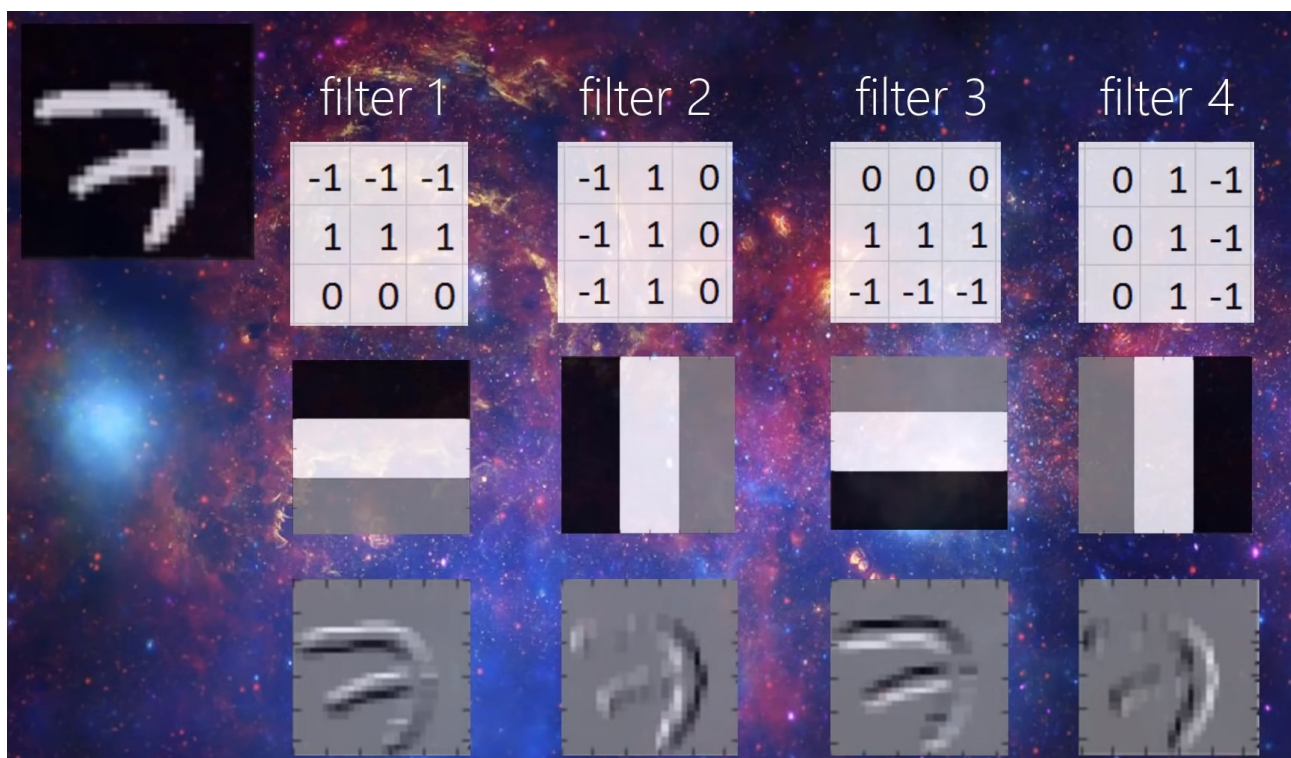 filter 1 filter 2 filter 3 filter 4
-1 -1 -1 -1 1 0 0 0 0 0 1 -1
1 1 1 -1 1 0 1 1 1 0 1 -1
0 0 0 -1 1 0 -1 -1 -1 0 1 -1